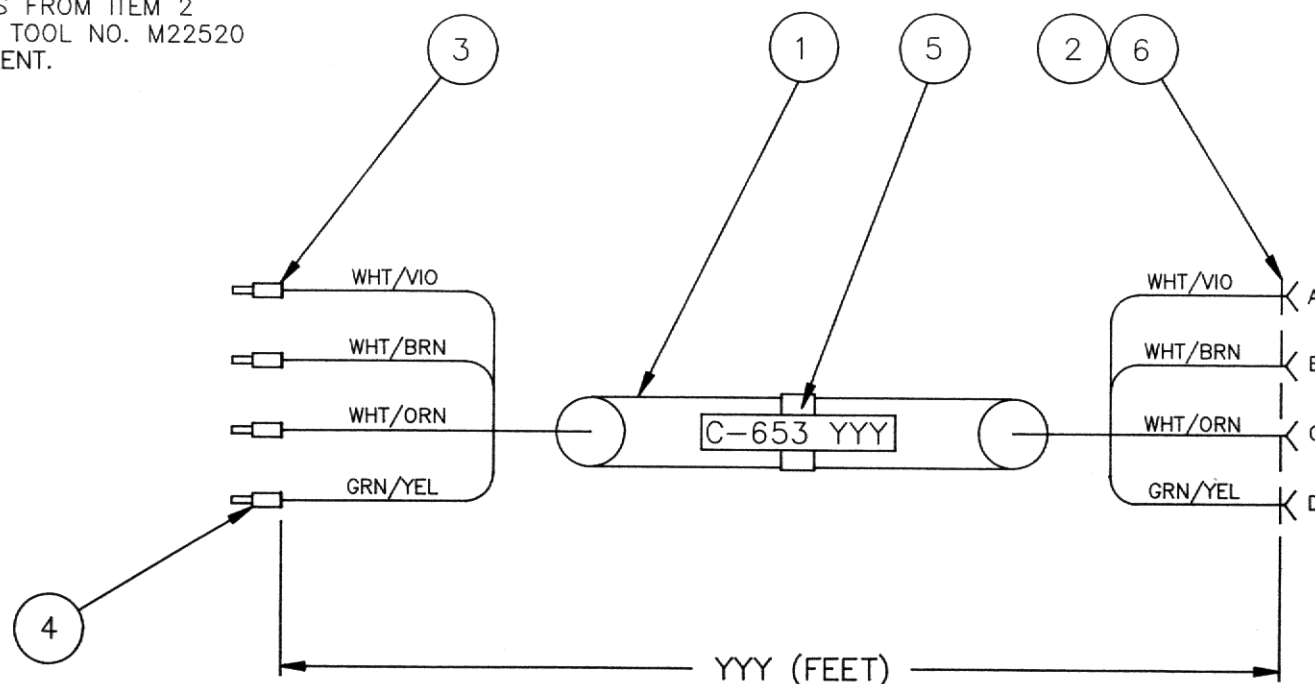 S FROM ITEM 2
TOOL NO. M22520
ENT.
3
1
5
2
6
WHT/VIO
WHT/VIO
A
WHT/BRN
WHT/BRN
WHT/ORN
C-653 YYY
WHT/ORN
GRN/YEL
GRN/YEL
4
YYY (FEET)